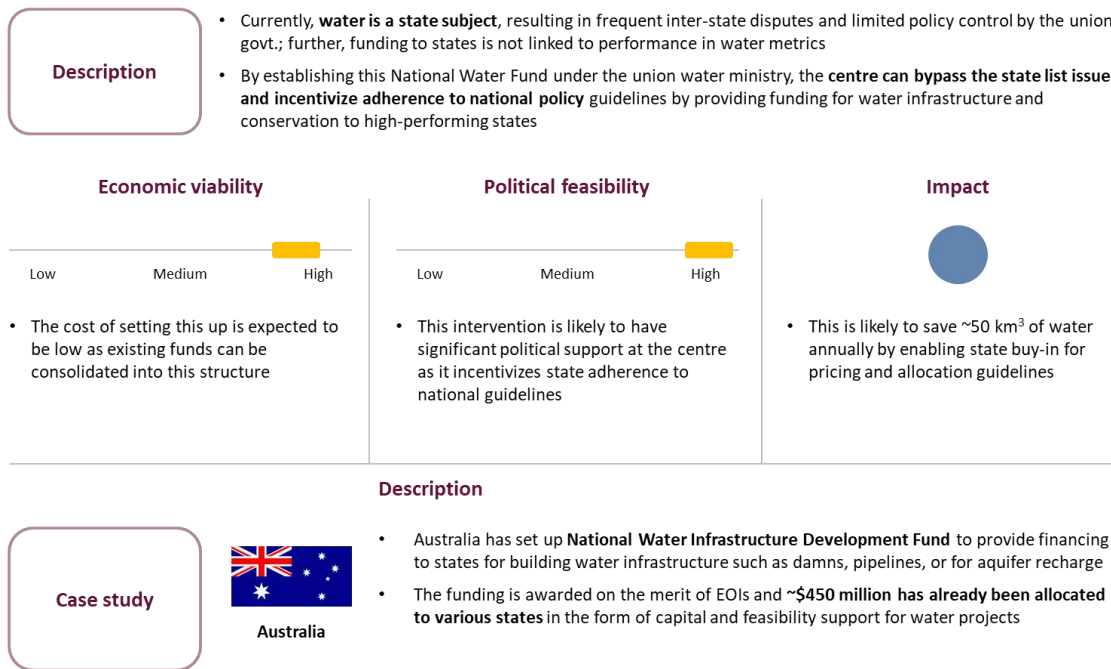 Description
• Currently, water is a state subject, resulting in frequent inter-state disputes and limited policy control by the union
govt.; further, funding to states is not linked to performance in water metrics
• By establishing this National Water Fund under the union water ministry, the centre can bypass the state list issue
and incentivize adherence to national policy guidelines by providing funding for water infrastructure and
conservation to high-performing states
Economic viability
Low Medium High
• The cost of setting this up is expected to
be low as existing funds can be
consolidated into this structure
Political feasibility
Low Medium High
• This intervention is likely to have
significant political support at the centre
as it incentivizes state adherence to
national guidelines
Impact
• This is likely to save ~50 km³ of water
annually by enabling state buy-in for
pricing and allocation guidelines
Case study
Australia
Description
• Australia has set up National Water Infrastructure Development Fund to provide financing
to states for building water infrastructure such as damns, pipelines, or for aquifer recharge
• The funding is awarded on the merit of EOIs and ~$450 million has already been allocated
to various states in the form of capital and feasibility support for water projects